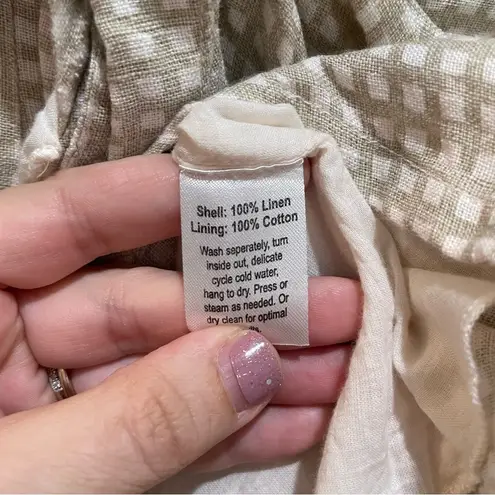 Shell: 100% Linen
Lining: 100% Cotton
Wash seperately, turn
inside out, delicate
cycle cold water,
hang to dry. Press or
steam as needed. Or
dry clean for optimal